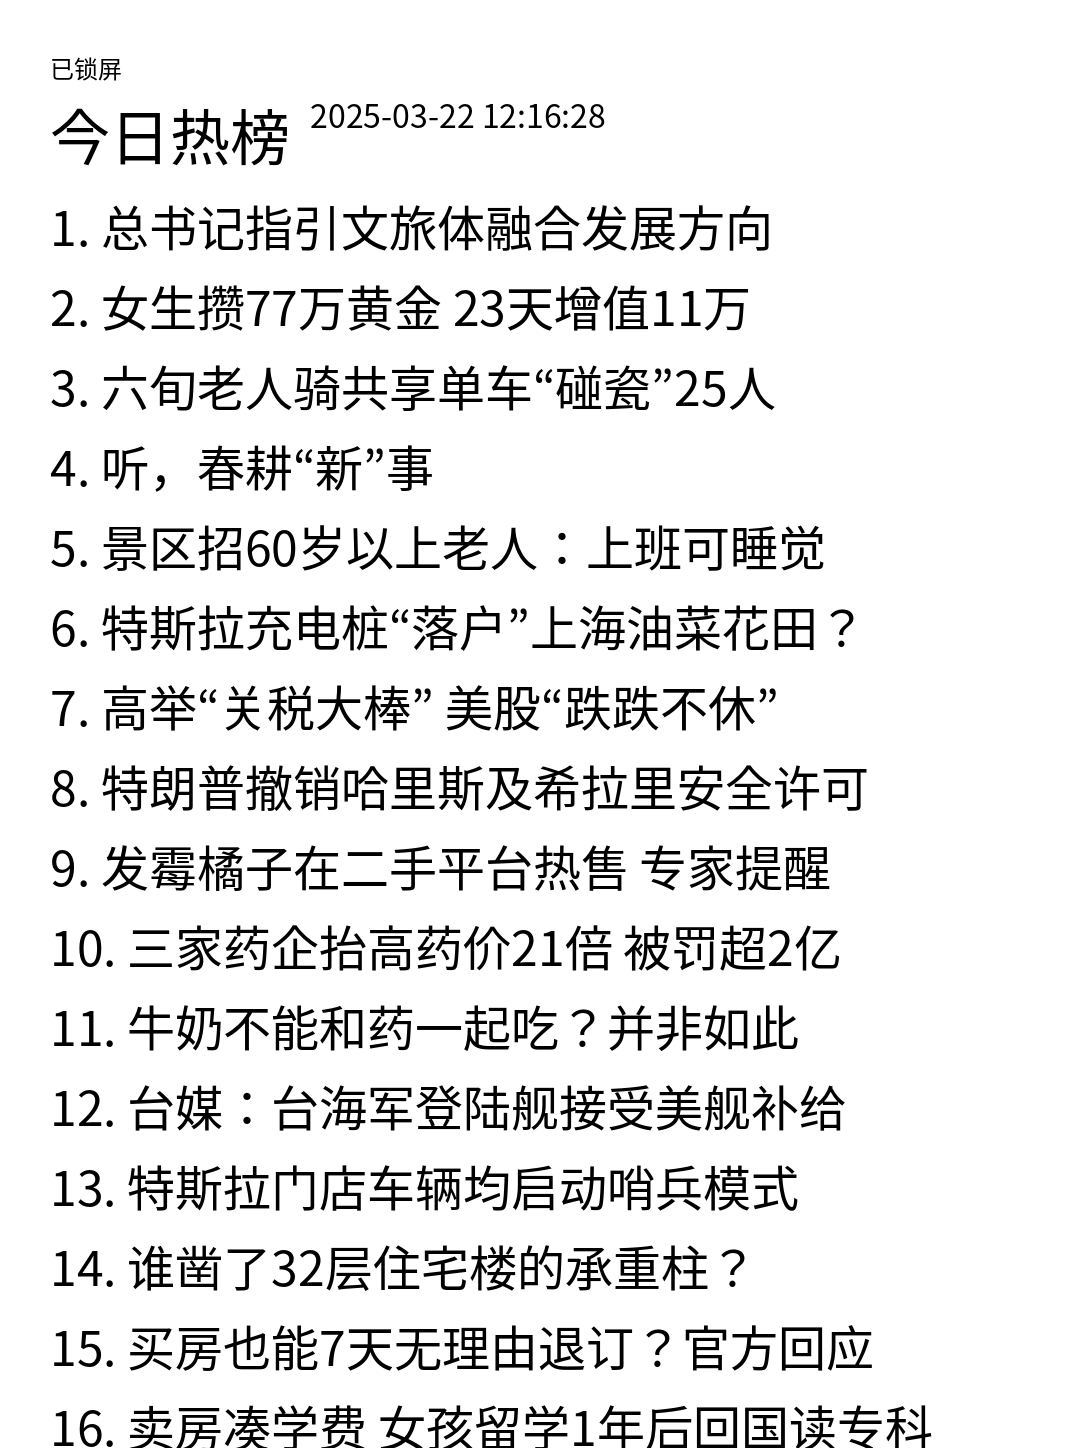 已锁屏
今日热榜 2025-03-22 12:16:28
1. 总书记指引文旅体融合发展方向
2. 女生攒77万黄金 23天增值11万
3. 六旬老人骑共享单车“碰瓷”25人
4. 听，春耕“新”事
5. 景区招60岁以上老人：上班可睡觉
6. 特斯拉充电桩“落户”上海油菜花田？
7. 高举“关税大棒” 美股“跌跌不休”
8. 特朗普撤销哈里斯及希拉里安全许可
9. 发霉橘子在二手平台热售 专家提醒
10. 三家药企抬高药价21倍 被罚超2亿
11. 牛奶不能和药一起吃？并非如此
12. 台媒：台海军登陆舰接受美舰补给
13. 特斯拉门店车辆均启动哨兵模式
14. 谁凿了32层住宅楼的承重柱？
15. 买房也能7天无理由退订？官方回应
16. 卖房凑学费 女孩留学1年后回国读专科